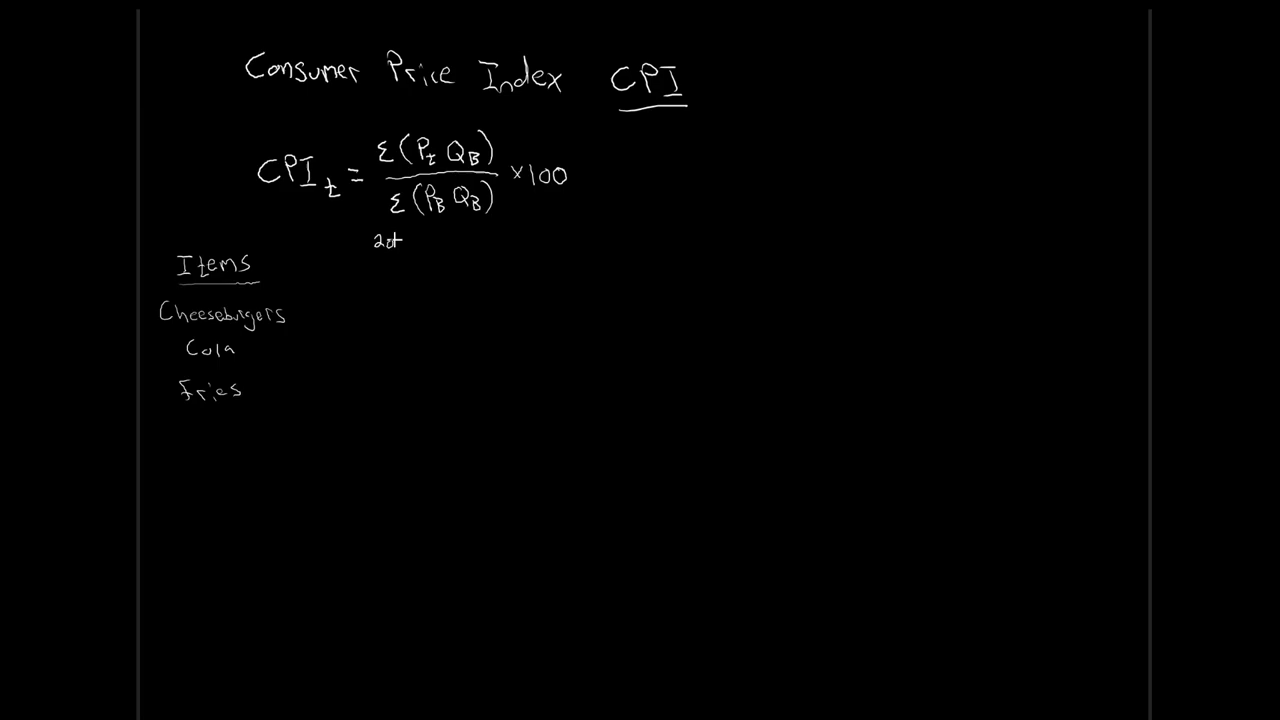 Consumer Price Index CPI
CPI_t = Σ(P_t Q_B) / Σ(P_B Q_B) × 100
Items
Cheeseburgers
Cola
Fries